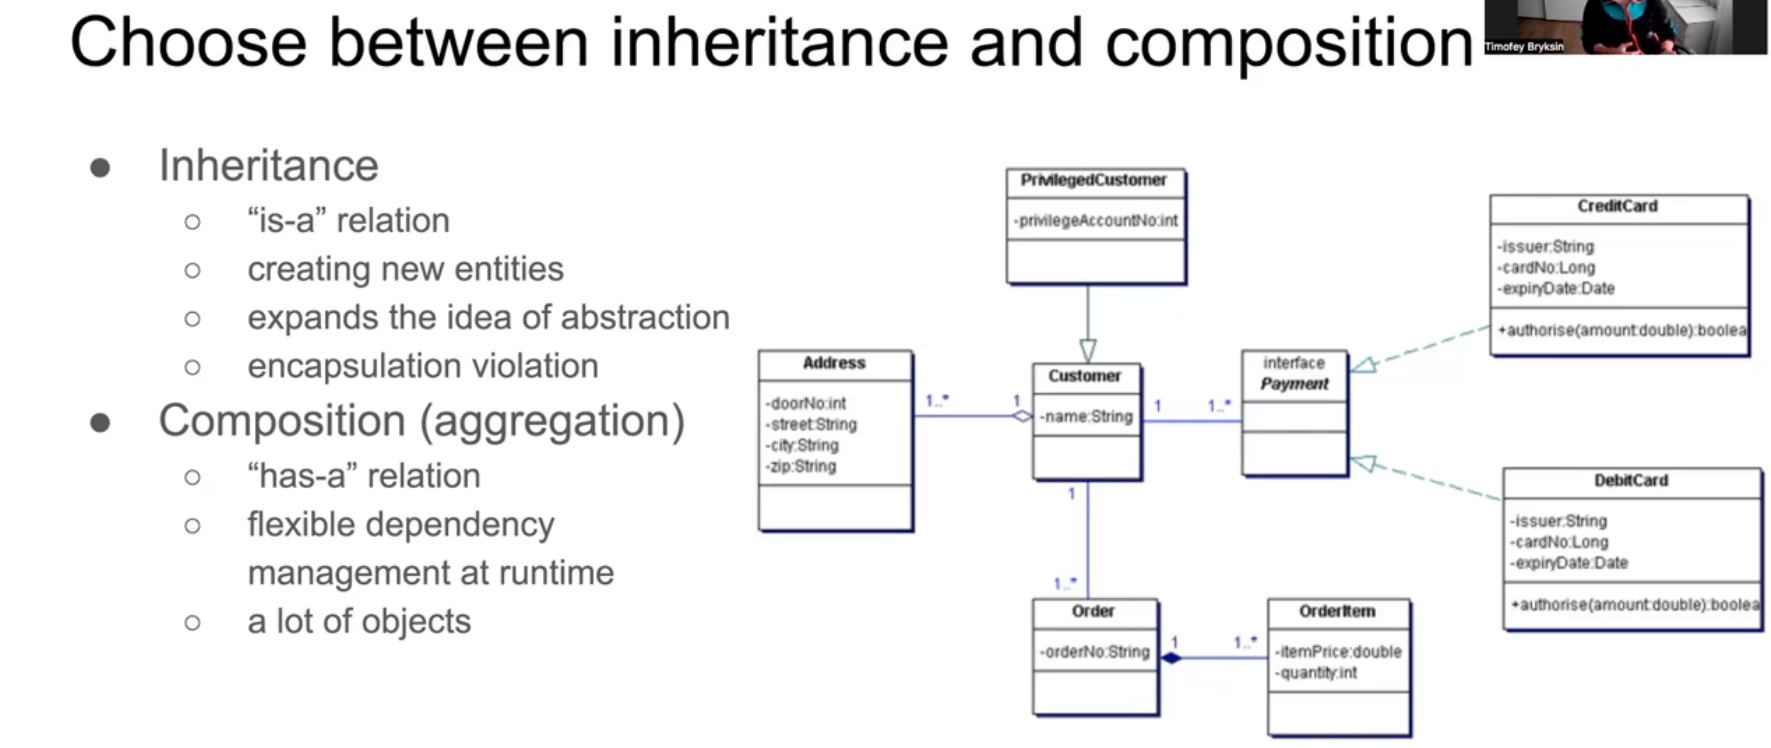 Choose between inheritance and composition
Timofey Bryksin
● Inheritance
○ “is-a” relation
○ creating new entities
○ expands the idea of abstraction
○ encapsulation violation
● Composition (aggregation)
○ “has-a” relation
○ flexible dependency
management at runtime
○ a lot of objects
PrivilegedCustomer
-privilegeAccountNo:int
Address
-doorNo:int
-street:String
-city:String
-zip:String
1..*
1
Customer
-name:String
1
1..*
interface
Payment
CreditCard
-issuer:String
-cardNo:Long
-expiryDate:Date
+authorise(amount:double):boolea
DebitCard
-issuer:String
-cardNo:Long
-expiryDate:Date
+authorise(amount:double):boolea
1
1..*
Order
-orderNo:String
1
1..*
OrderItem
-itemPrice:double
-quantity:int